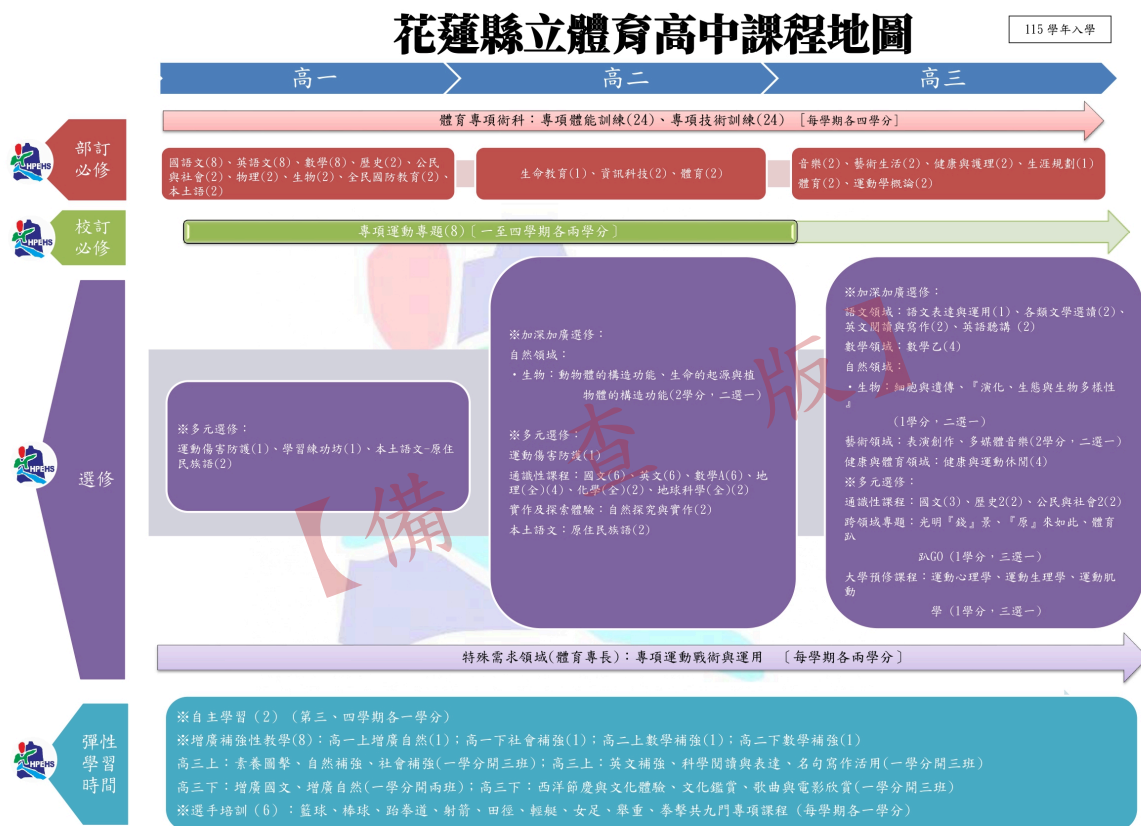 花蓮縣立體育高中課程地圖
115 學年入學
高一
高二
高三
體育專項術科：專項體能訓練(24)、專項技術訓練(24) [每學期各四學分]
HPEHS
部訂
必修
國語文(8)、英語文(8)、數學(8)、歷史(2)、公民
與社會(2)、物理(2)、生物(2)、全民國防教育(2)、
本土語(2)
生命教育(1)、資訊科技(2)、體育(2)
音樂(2)、藝術生活(2)、健康與護理(2)、生涯規劃(1)
體育(2)、運動學概論(2)
HPEHS
校訂
必修
專項運動專題(8)〔一至四學期各兩學分〕
HPEHS
選修
※多元選修：
運動傷害防護(1)、學習練功坊(1)、本土語文-原住
民族語(2)
※加深加廣選修：
自然領域：
・生物：動物體的構造功能、生命的起源與植
物體的構造功能(2學分，二選一)
※多元選修：
運動傷害防護(1)
通識性課程：國文(6)、英文(6)、數學A(6)、地
理(全)(4)、化學(全)(2)、地球科學(全)(2)
實作及探索體驗：自然探究與實作(2)
本土語文：原住民族語(2)
※加深加廣選修：
語文領域：語文表達與運用(1)、各類文學選讀(2)、
英文閱讀與寫作(2)、英語聽講 (2)
數學領域：數學乙(4)
自然領域：
・生物：細胞與遺傳、『演化、生態與生物多樣性
』
(1學分，二選一)
藝術領域：表演創作、多媒體音樂(2學分，二選一)
健康與體育領域：健康與運動休閒(4)
※多元選修：
通識性課程：國文(3)、歷史2(2)、公民與社會2(2)
跨領域專題：光明『錢』景、『原』來如此、體育
趴
趴GO (1學分，三選一)
大學預修課程：運動心理學、運動生理學、運動肌
動
學 (1學分，三選一)
【備查版】
特殊需求領域(體育專長)：專項運動戰術與運用 〔每學期各兩學分〕
HPEHS
彈性
學習
時間
※自主學習 (2) (第三、四學期各一學分)
※增廣補強性教學(8)：高一上增廣自然(1)；高一下社會補強(1)；高二上數學補強(1)；高二下數學補強(1)
高三上：素養圖擊、自然補強、社會補強(一學分開三班)；高三上：英文補強、科學閱讀與表達、名句寫作活用(一學分開三班)
高三下：增廣國文、增廣自然(一學分開兩班)；高三下：西洋節慶與文化體驗、文化鑑賞、歌曲與電影欣賞(一學分開三班)
※選手培訓 (6)：籃球、棒球、跆拳道、射箭、田徑、輕艇、女足、舉重、泰拳共九門專項課程 (每學期各一學分)